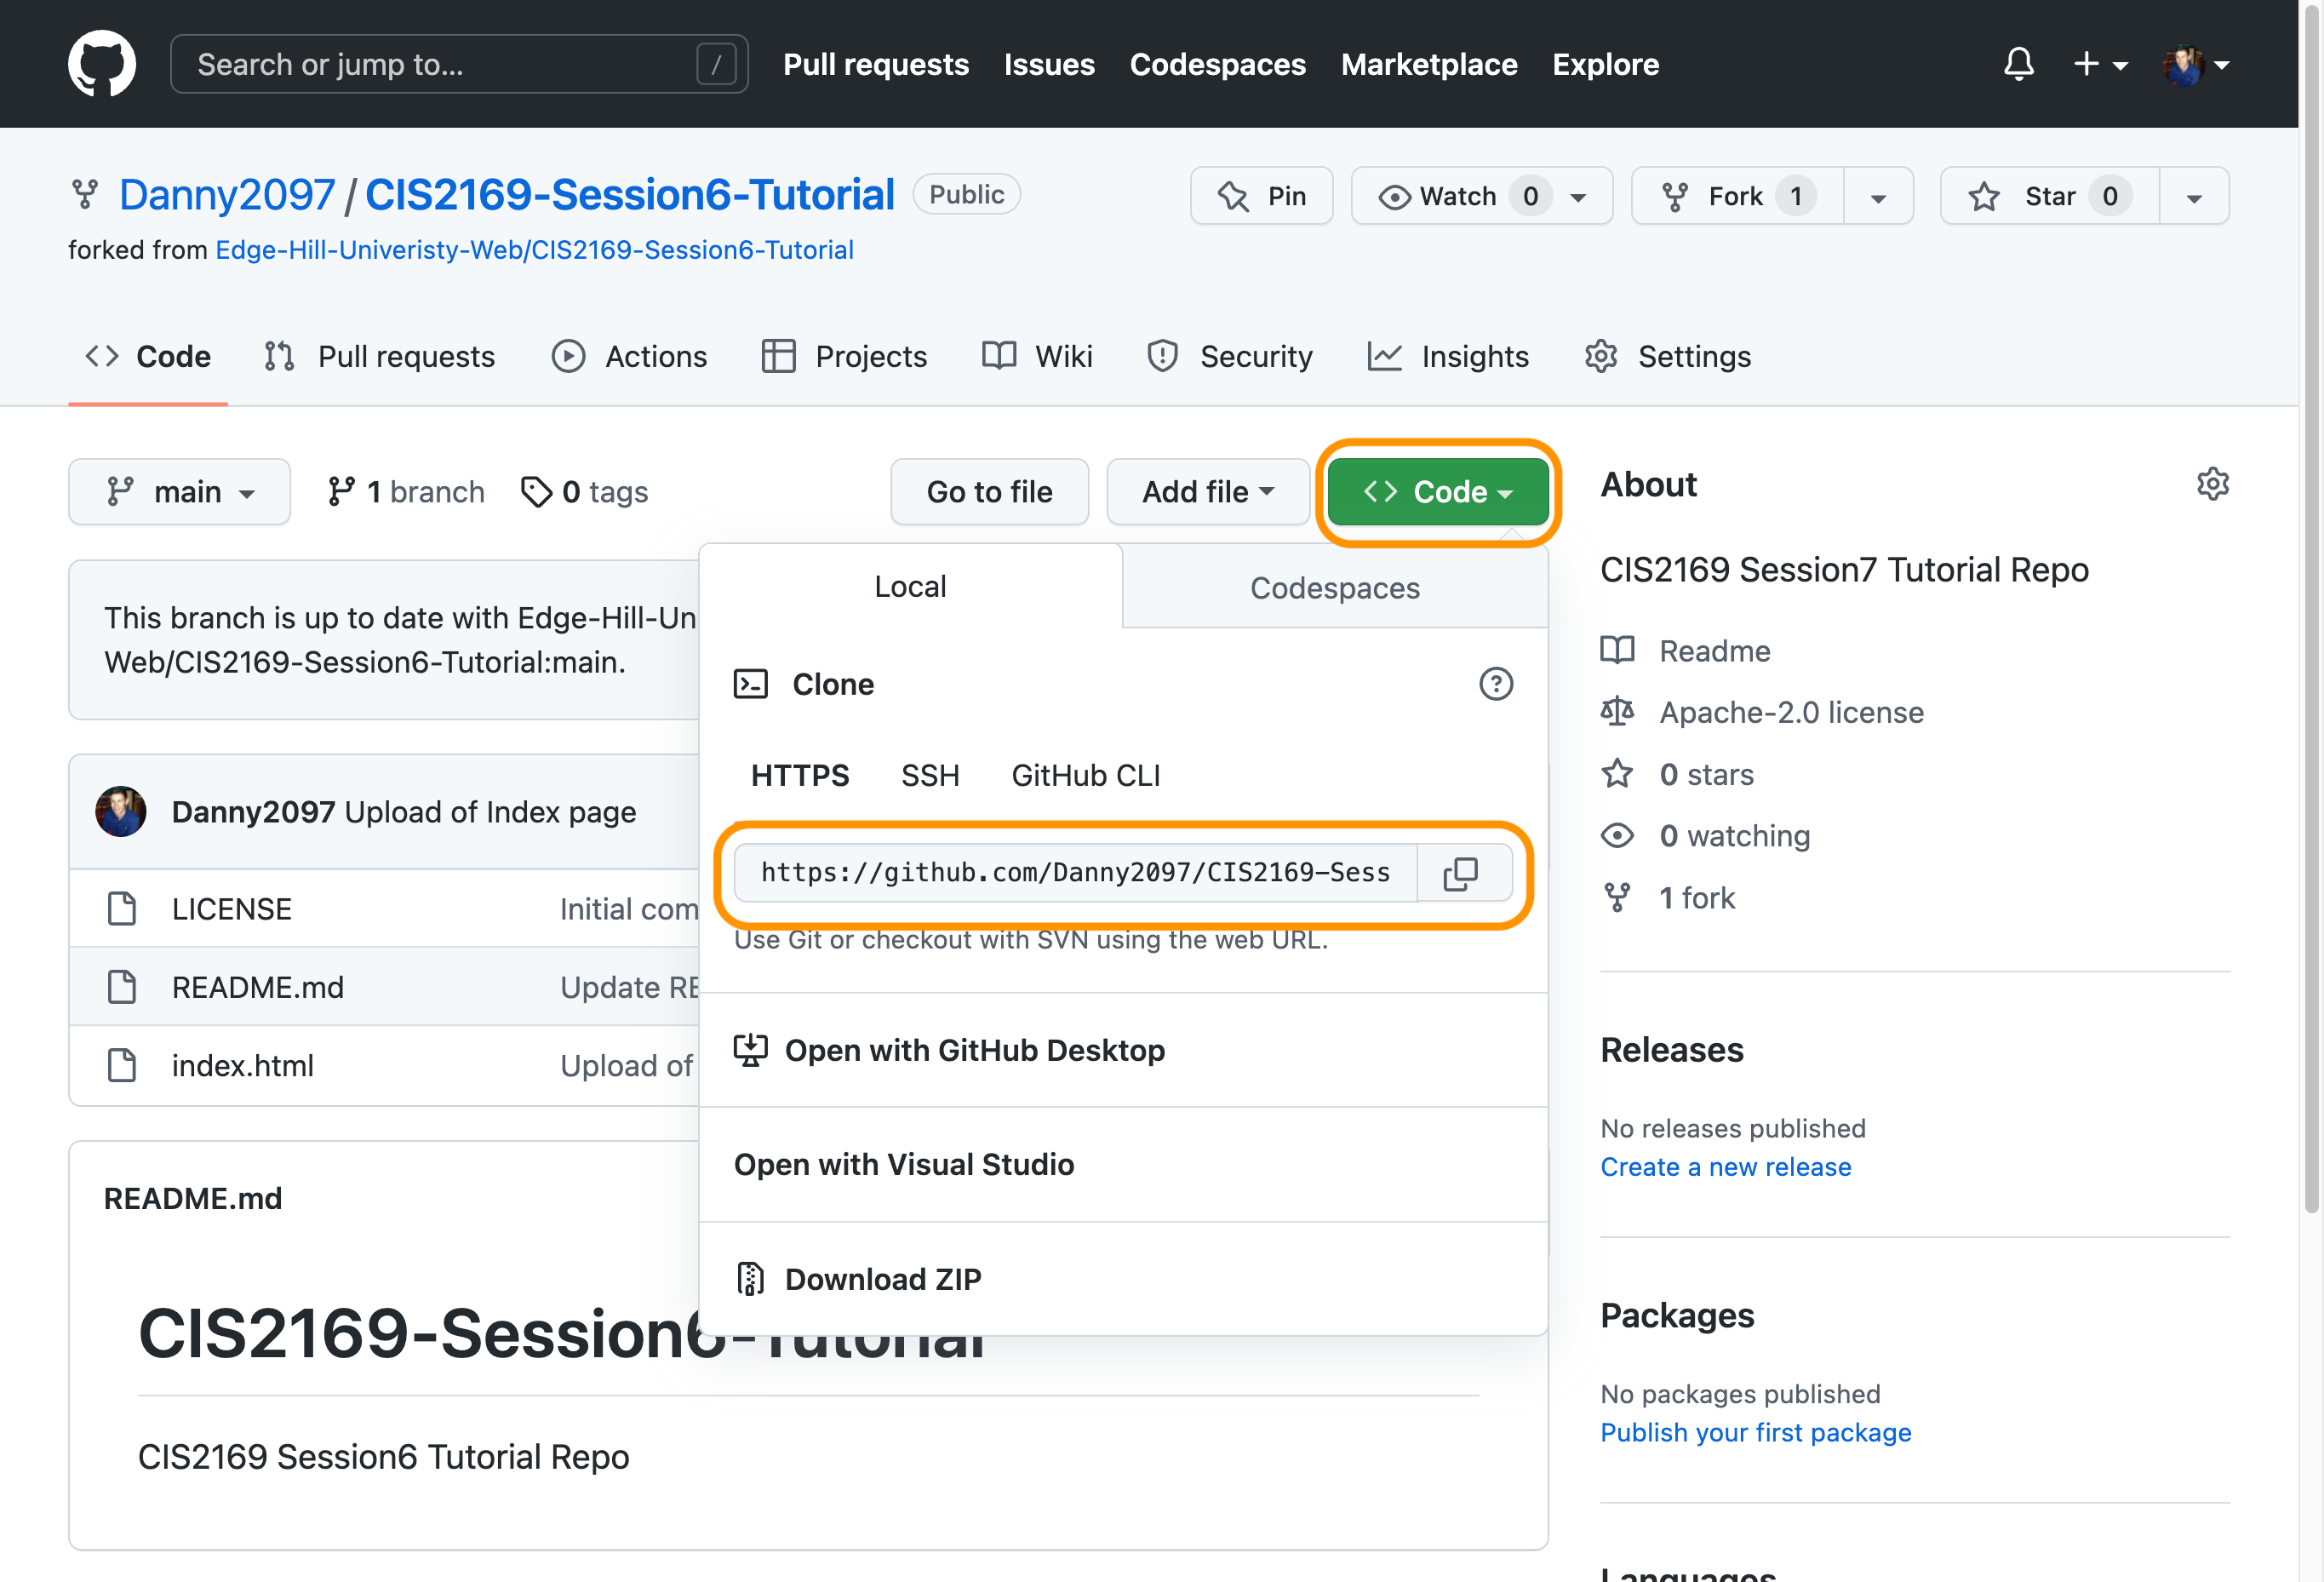 Search or jump to... /
Pull requests Issues Codespaces Marketplace Explore
Danny2097 / CIS2169-Session6-Tutorial Public
Pin
Watch 0
Fork 1
Star 0
forked from Edge-Hill-Univeristy-Web/CIS2169-Session6-Tutorial
Code Pull requests Actions Projects Wiki Security Insights Settings
main
1 branch
0 tags
Go to file
Add file
Code
This branch is up to date with Edge-Hill-Un
Web/CIS2169-Session6-Tutorial:main.
Danny2097 Upload of Index page
LICENSE Initial com
README.md Update RE
index.html Upload of
Local Codespaces
Clone
HTTPS SSH GitHub CLI
https://github.com/Danny2097/CIS2169-Sess
Use Git or checkout with SVN using the web URL.
Open with GitHub Desktop
Open with Visual Studio
Download ZIP
README.md
CIS2169-Session6-Tutorial
CIS2169 Session6 Tutorial Repo
About
CIS2169 Session7 Tutorial Repo
Readme
Apache-2.0 license
0 stars
0 watching
1 fork
Releases
No releases published
Create a new release
Packages
No packages published
Publish your first package
Languages